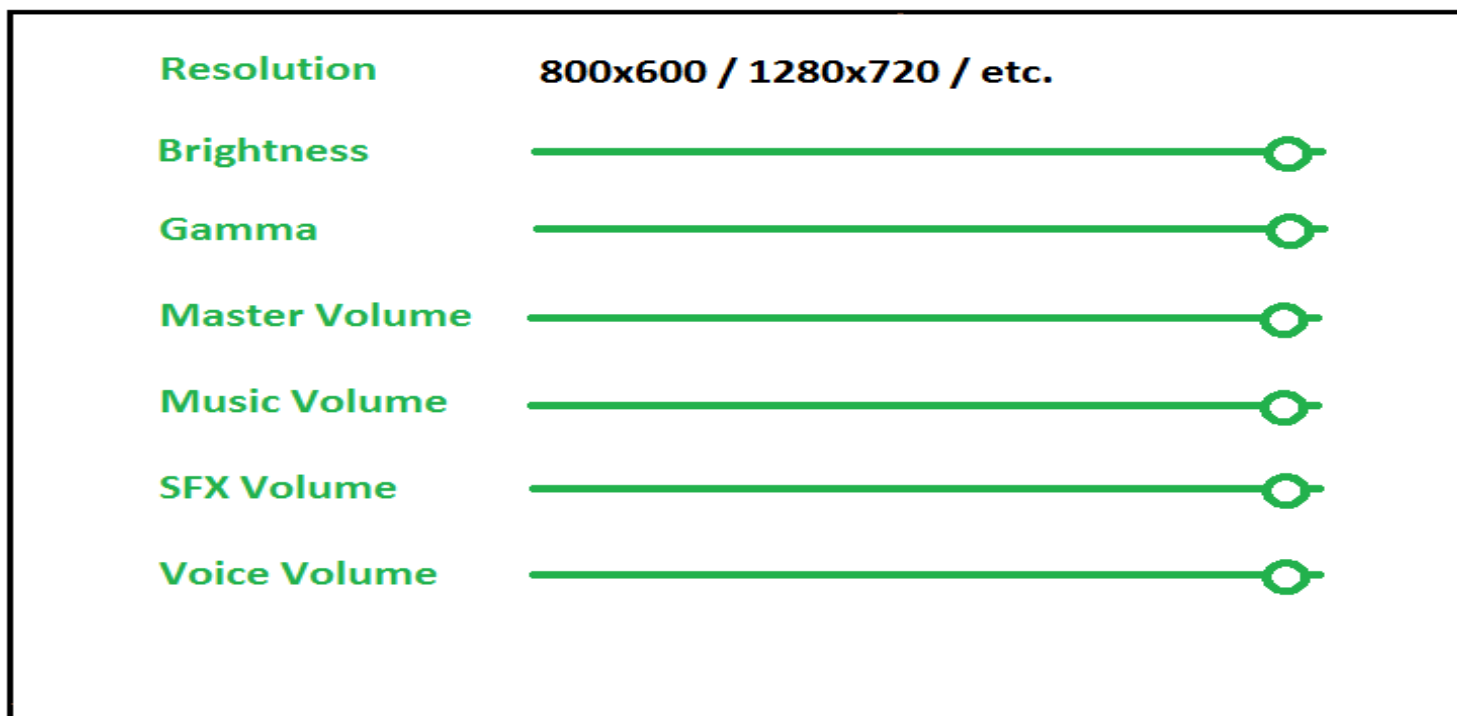 Resolution 800x600 / 1280x720 / etc.
Brightness
Gamma
Master Volume
Music Volume
SFX Volume
Voice Volume